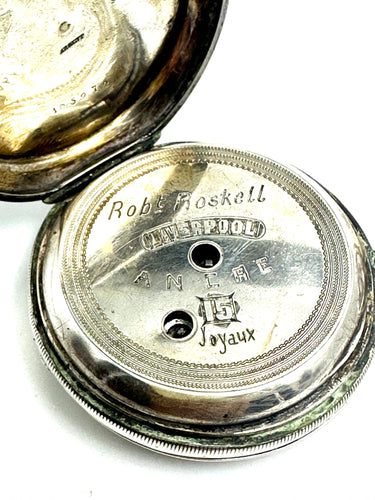 Robt Roskell
LIVERPOOL
ANCRE
15
Joyaux